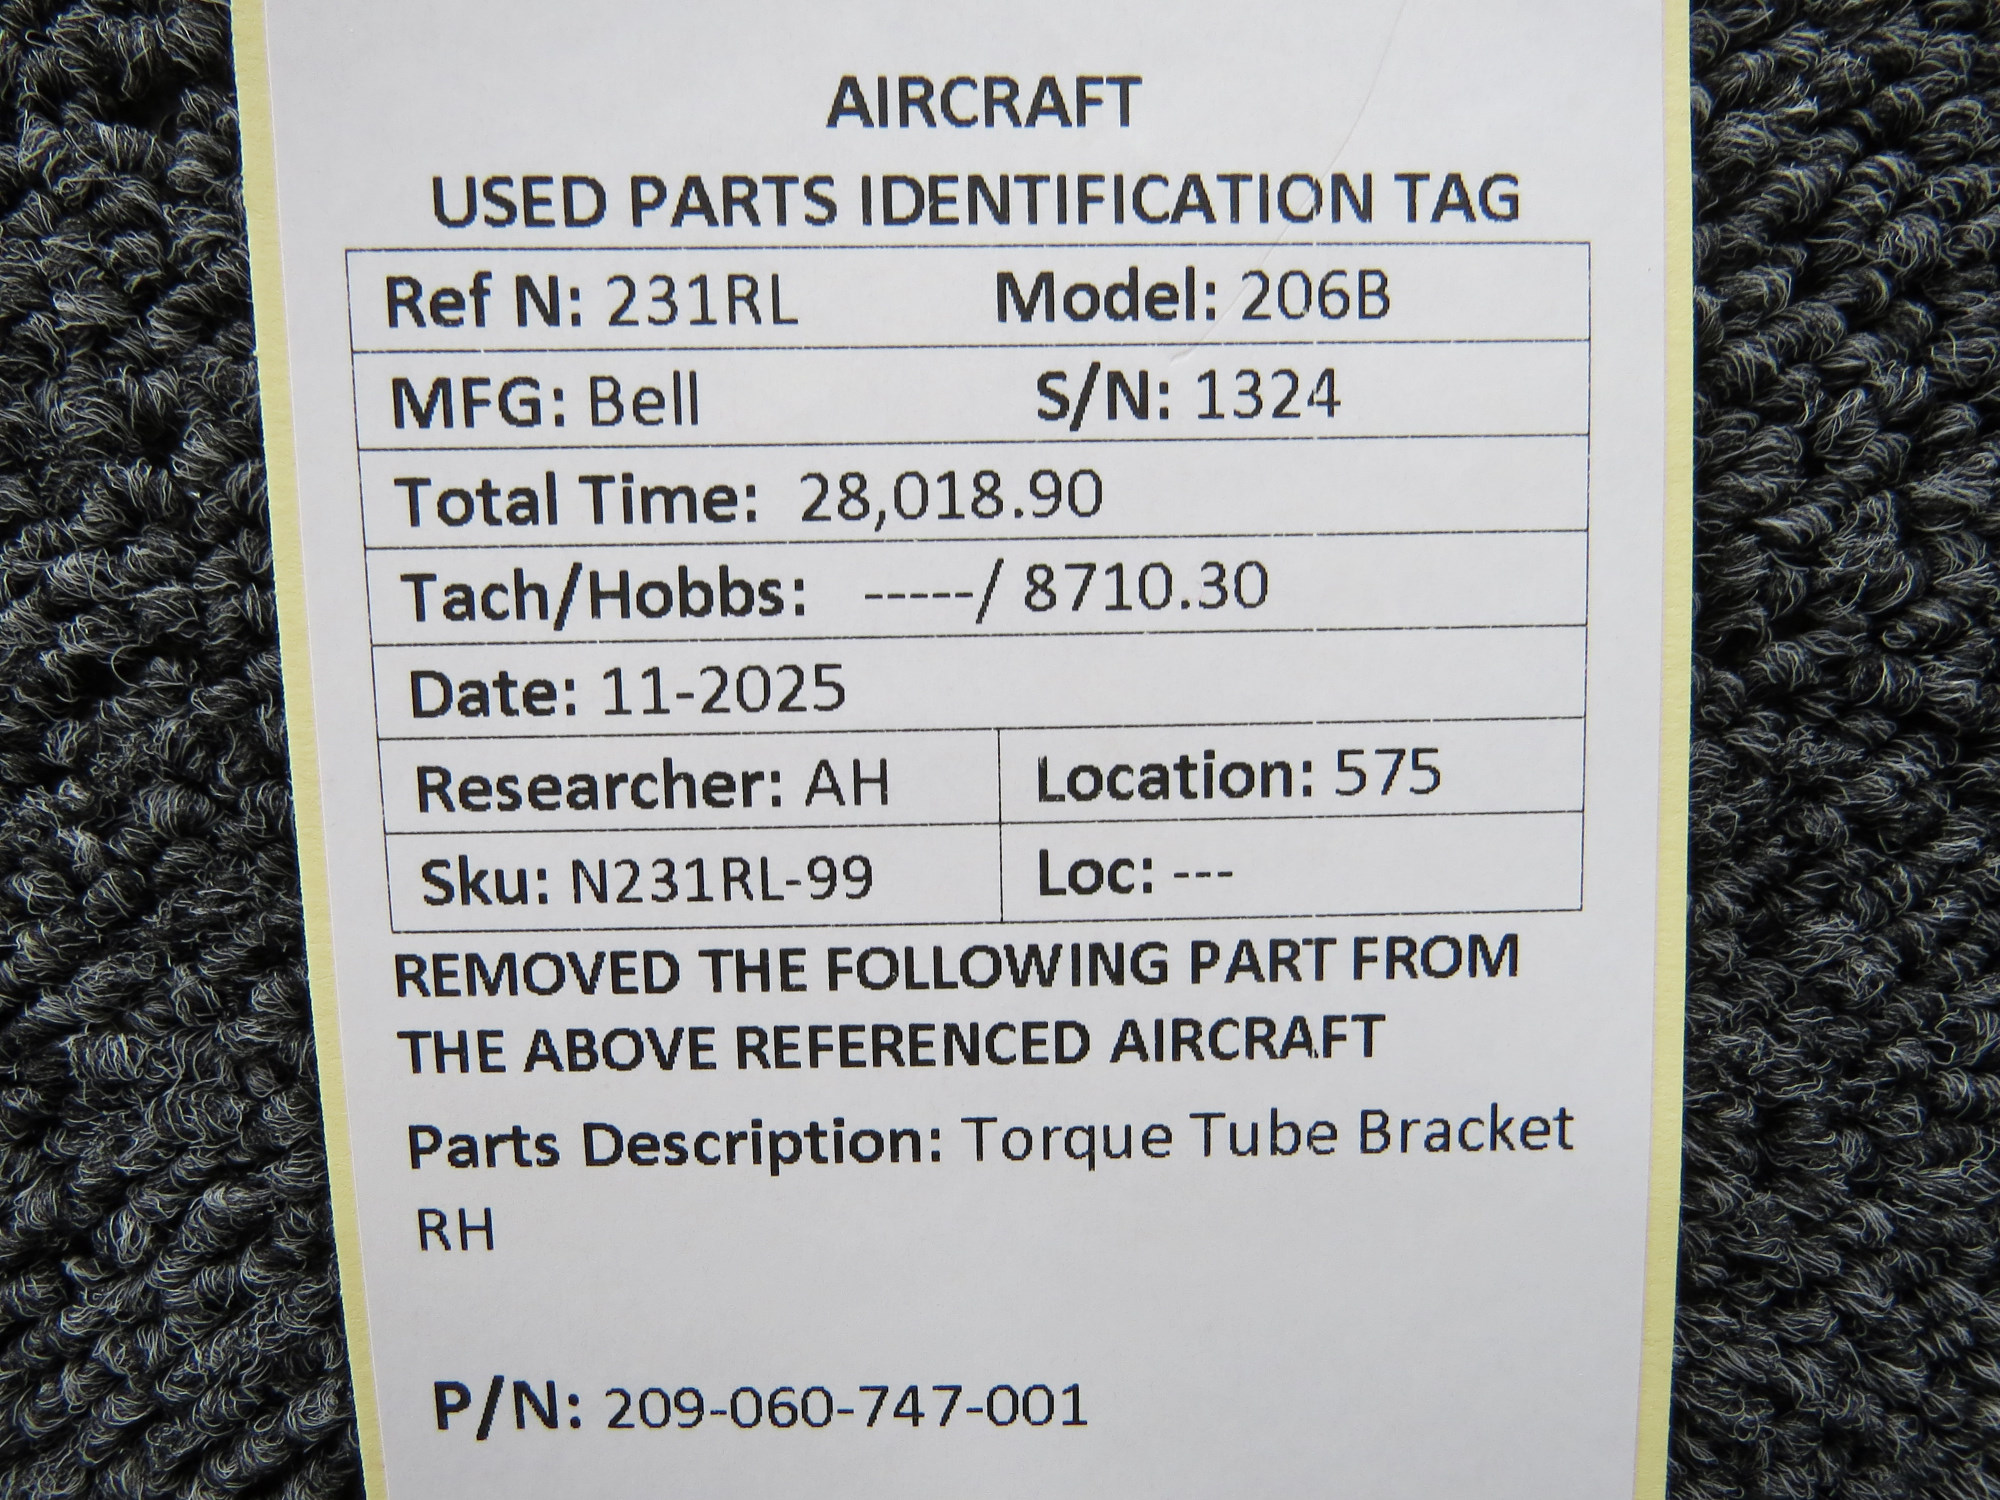 AIRCRAFT
USED PARTS IDENTIFICATION TAG
Ref N: 231RL Model: 206B
MFG: Bell S/N: 1324
Total Time: 28,018.90
Tach/Hobbs: -----/ 8710.30
Date: 11-2025
Researcher: AH Location: 575
Sku: N231RL-99 Loc: ---
REMOVED THE FOLLOWING PART FROM
THE ABOVE REFERENCED AIRCRAFT
Parts Description: Torque Tube Bracket
RH
P/N: 209-060-747-001